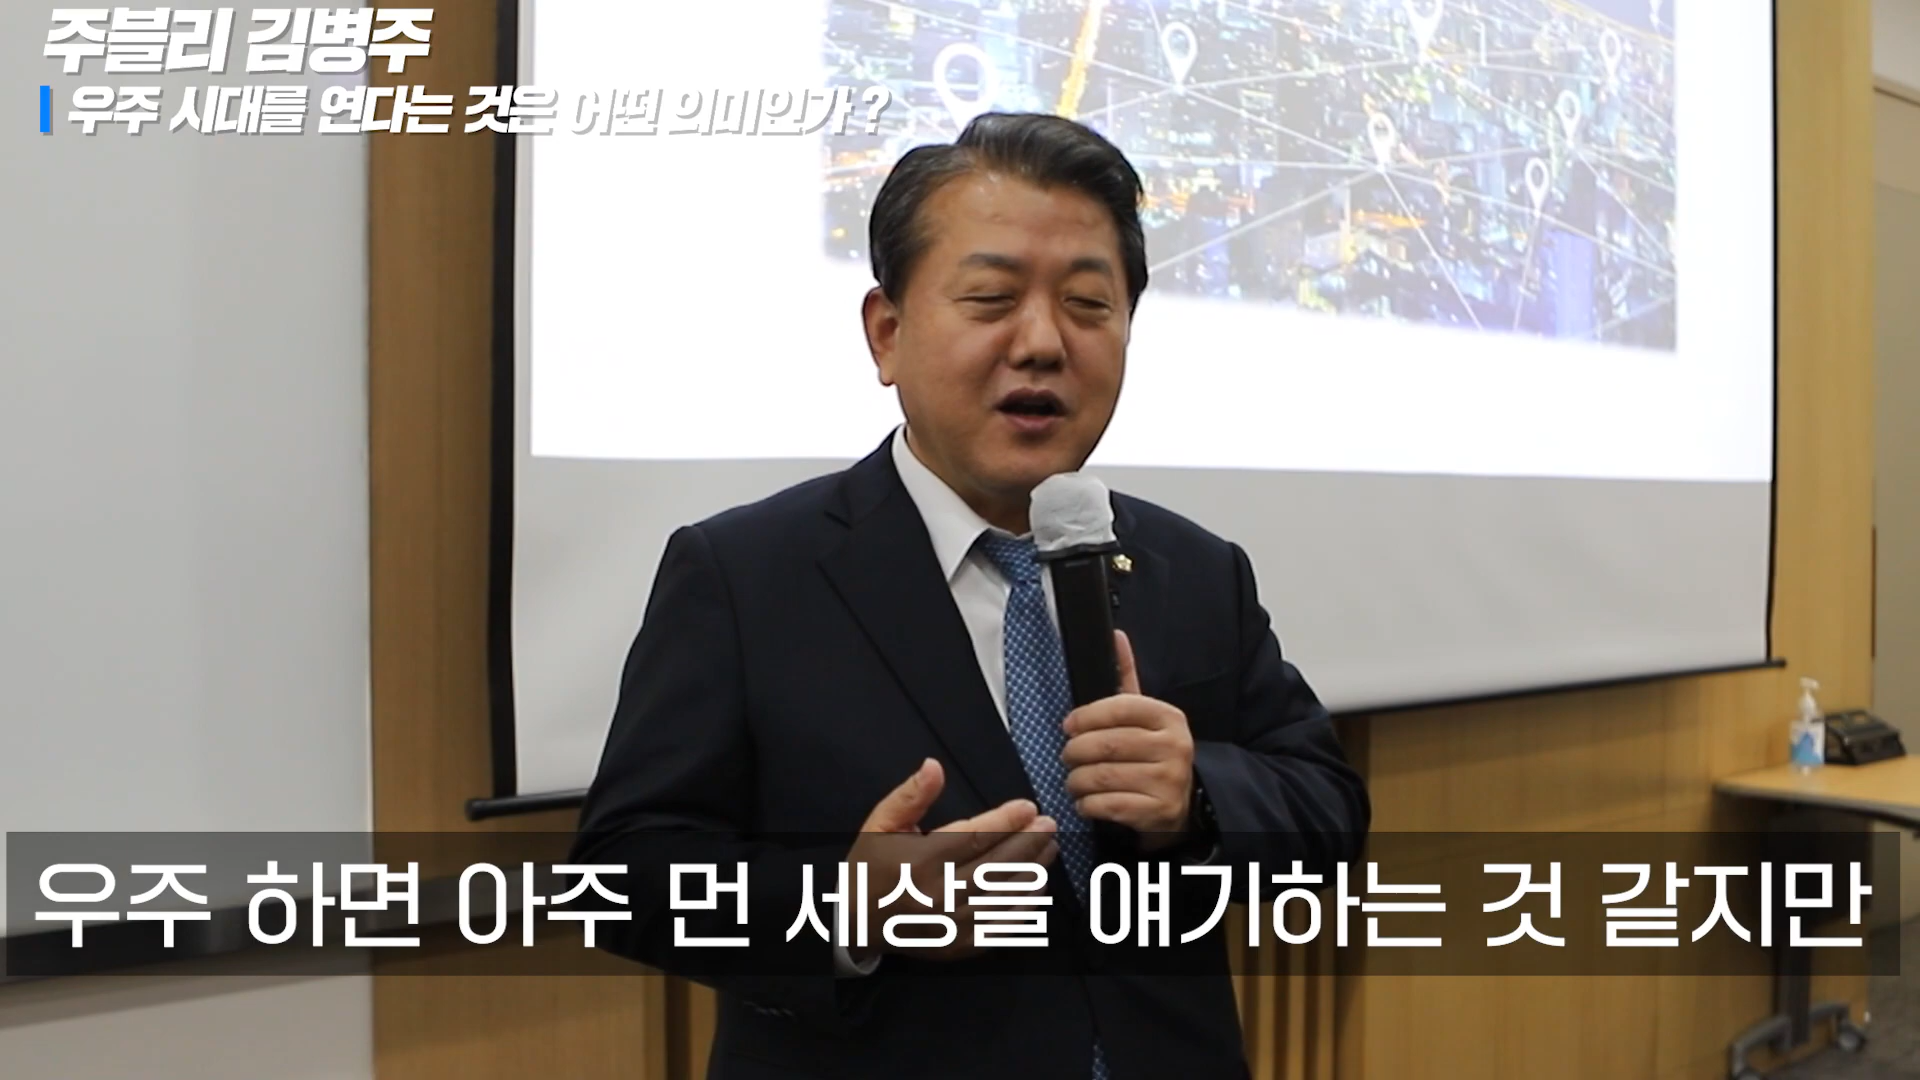 주블리 김병주
우주 시대를 연다는 것은 어떤 의미인가?
우주 하면 아주 먼 세상을 얘기하는 것 같지만